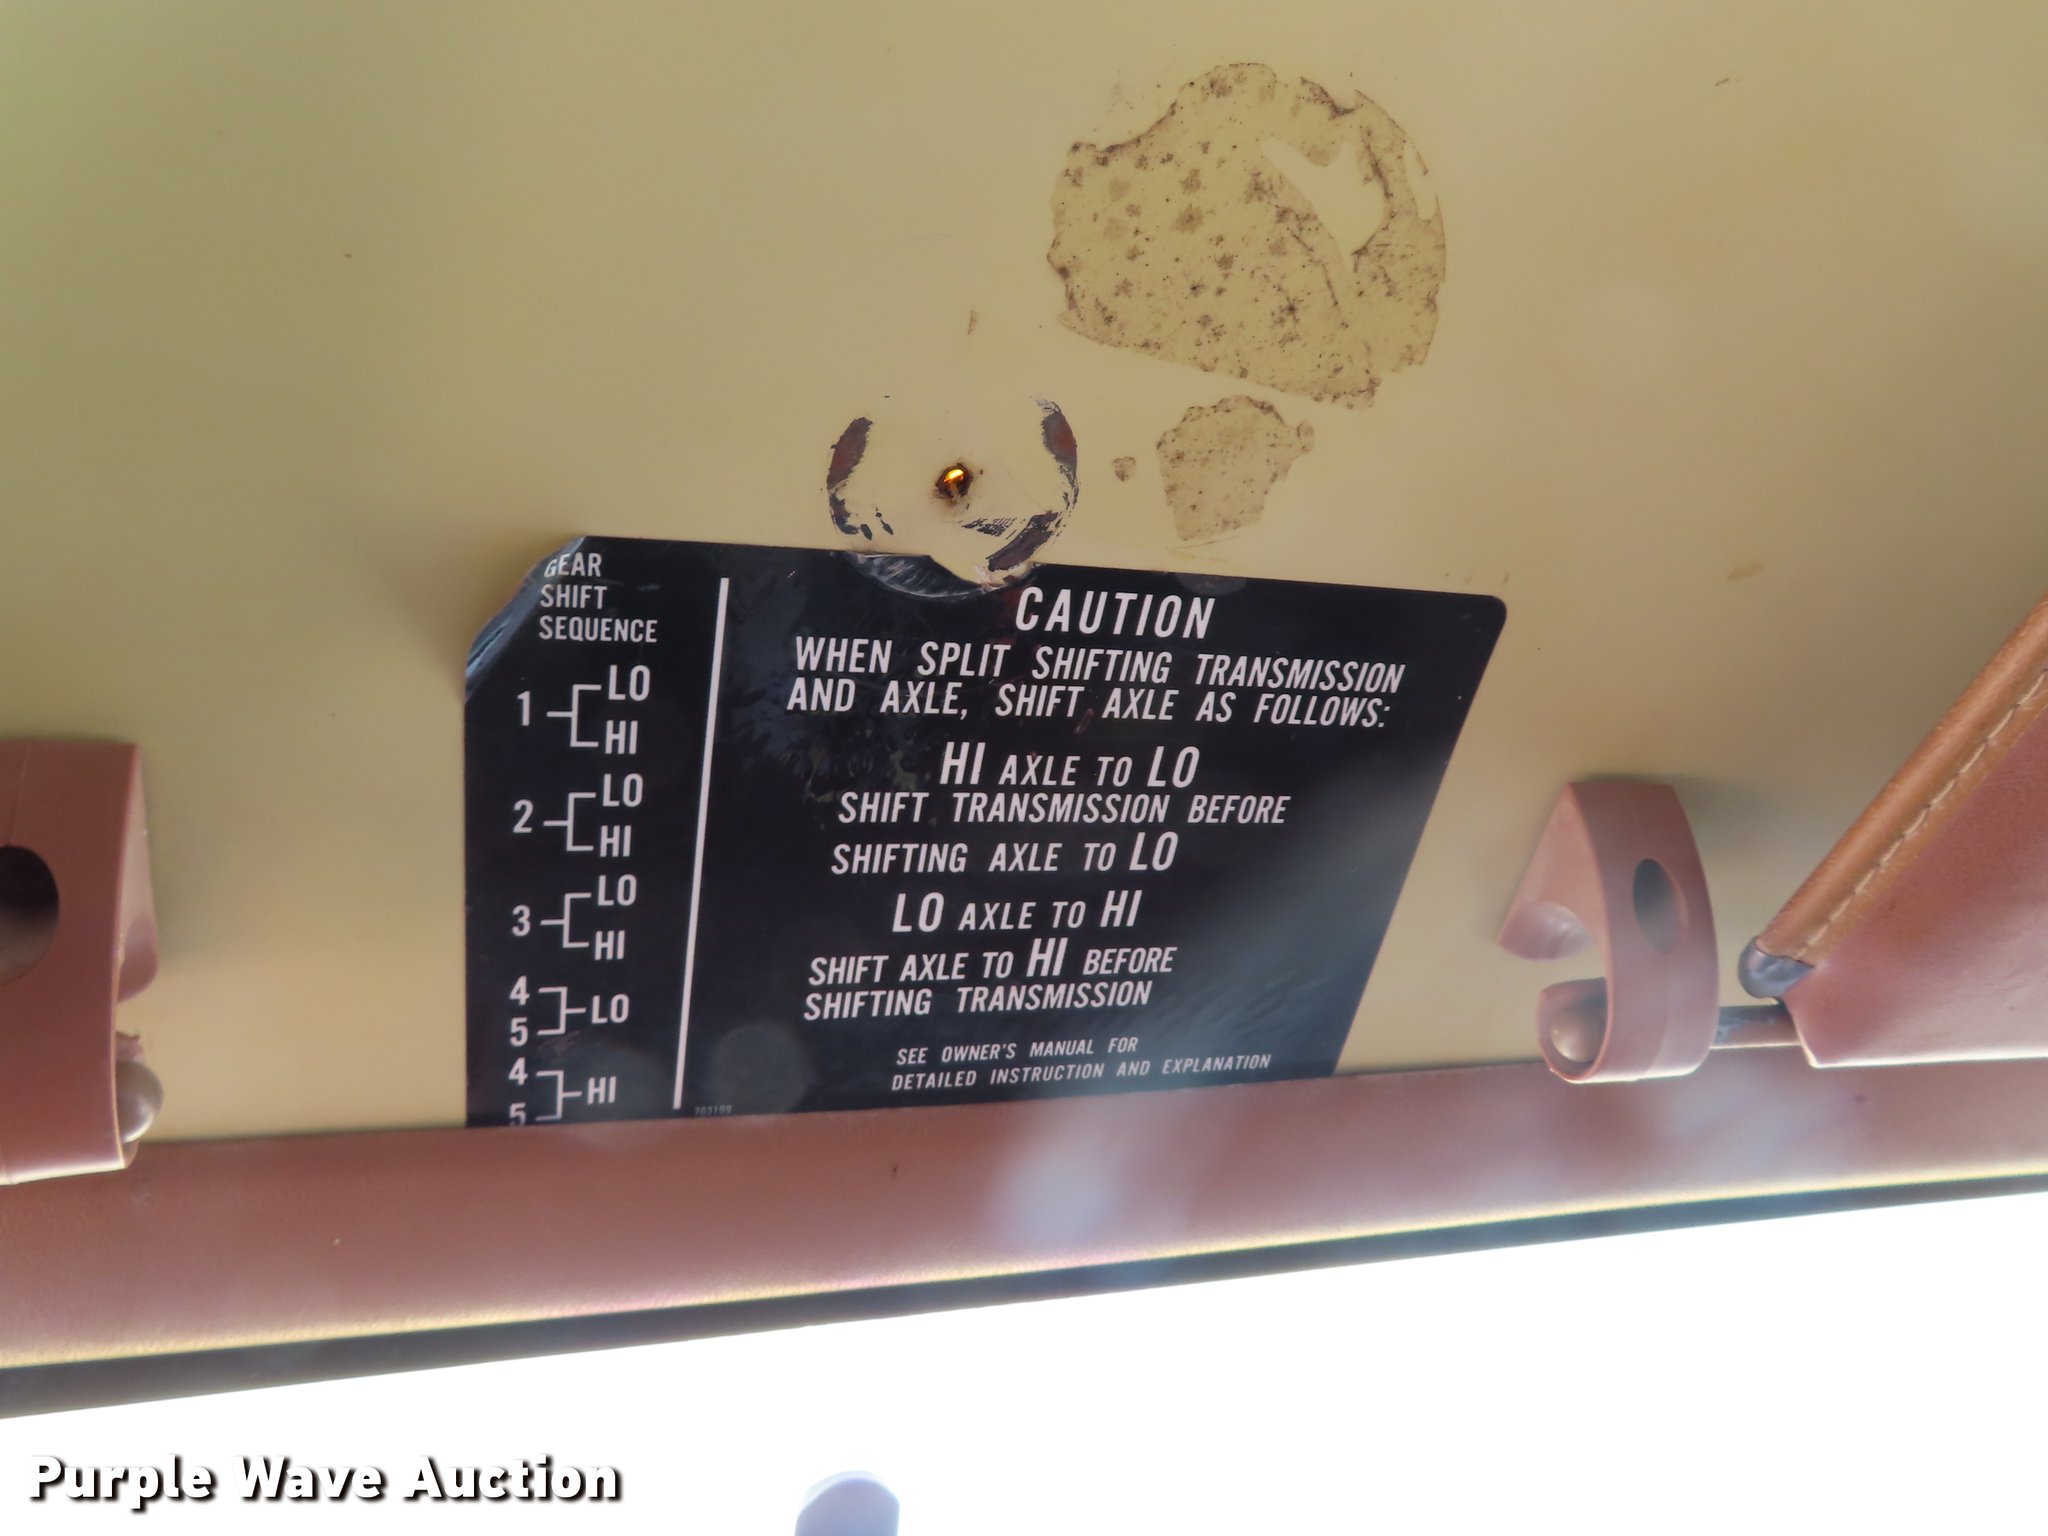 GEAR
SHIFT
SEQUENCE
1 LO
HI
2 LO
HI
3 LO
HI
4
5 LO
4
5 HI
CAUTION
WHEN SPLIT SHIFTING TRANSMISSION
AND AXLE, SHIFT AXLE AS FOLLOWS:
HI AXLE TO LO
SHIFT TRANSMISSION BEFORE
SHIFTING AXLE TO LO
LO AXLE TO HI
SHIFT AXLE TO HI BEFORE
SHIFTING TRANSMISSION
SEE OWNER'S MANUAL FOR
DETAILED INSTRUCTION AND EXPLANATION
703199
Purple Wave Auction